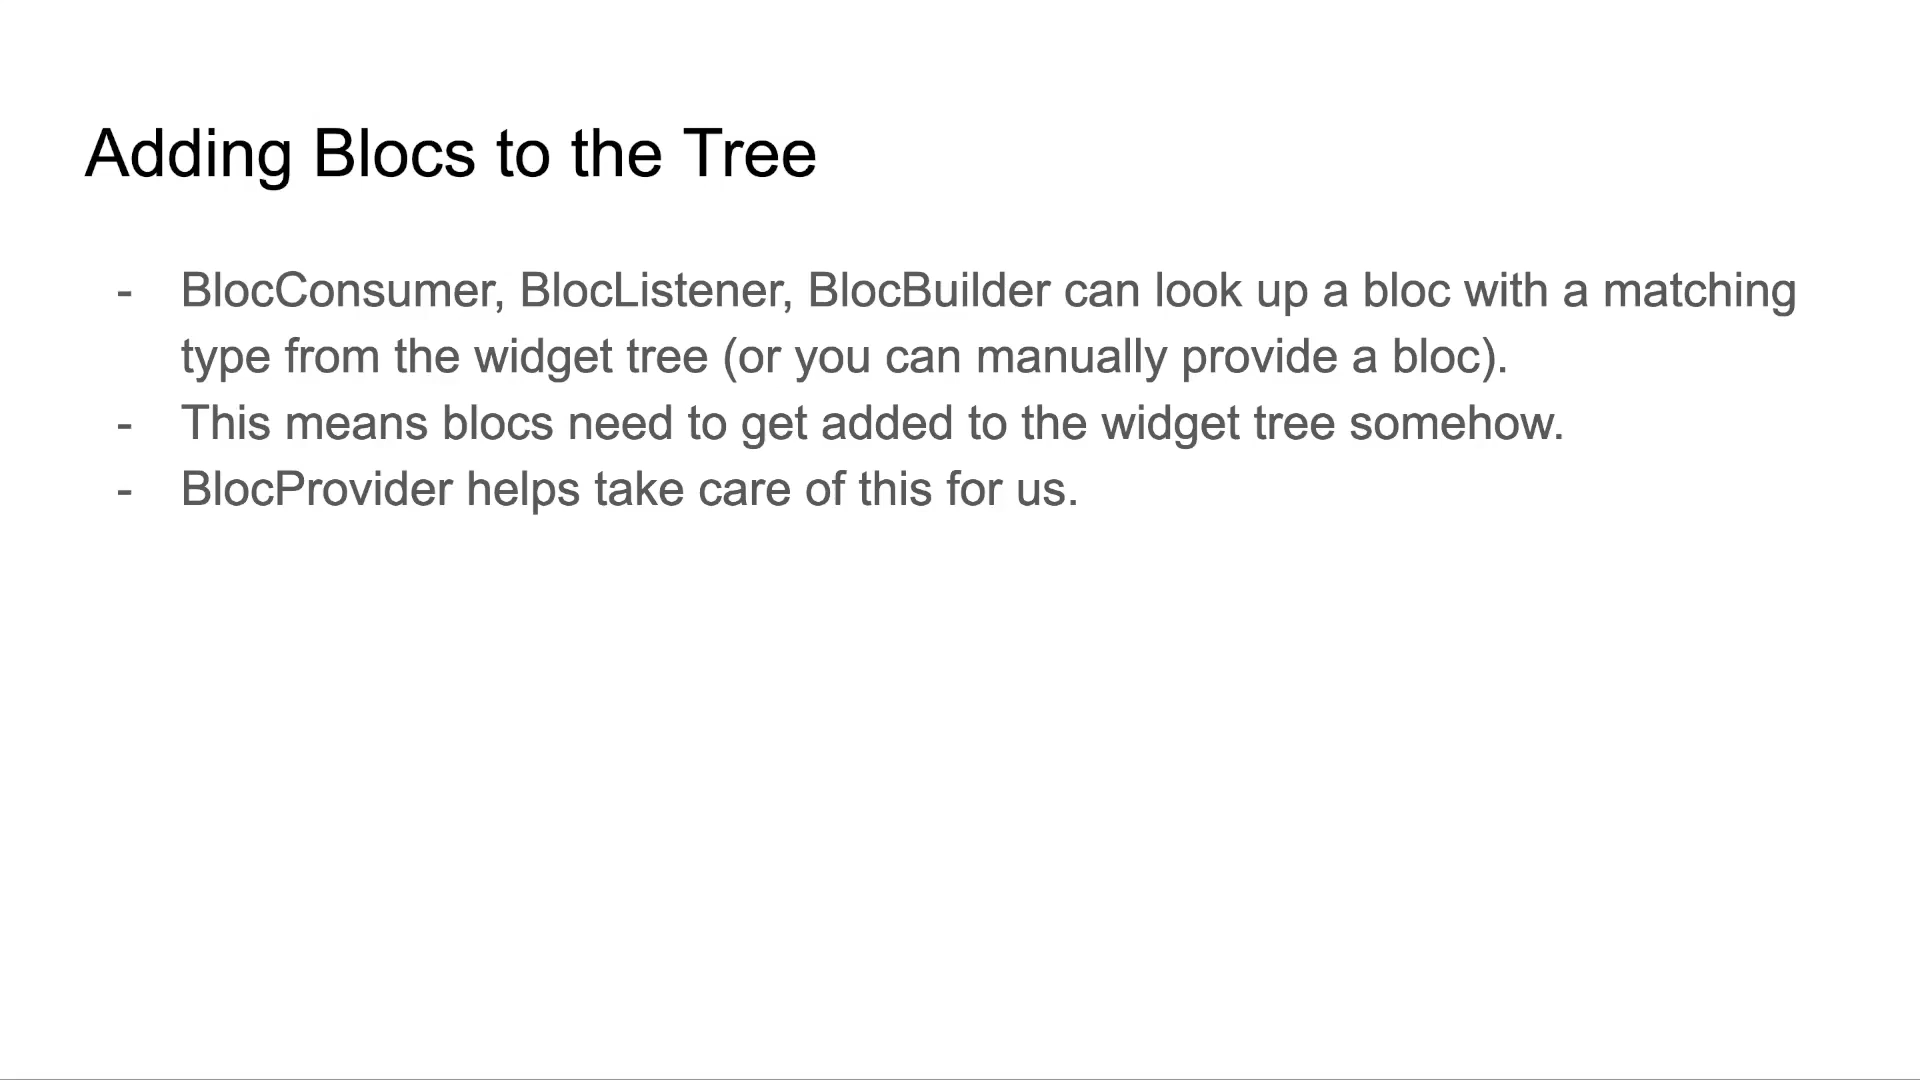 Adding Blocs to the Tree
- BlocConsumer, BlocListener, BlocBuilder can look up a bloc with a matching
type from the widget tree (or you can manually provide a bloc).
- This means blocs need to get added to the widget tree somehow.
- BlocProvider helps take care of this for us.